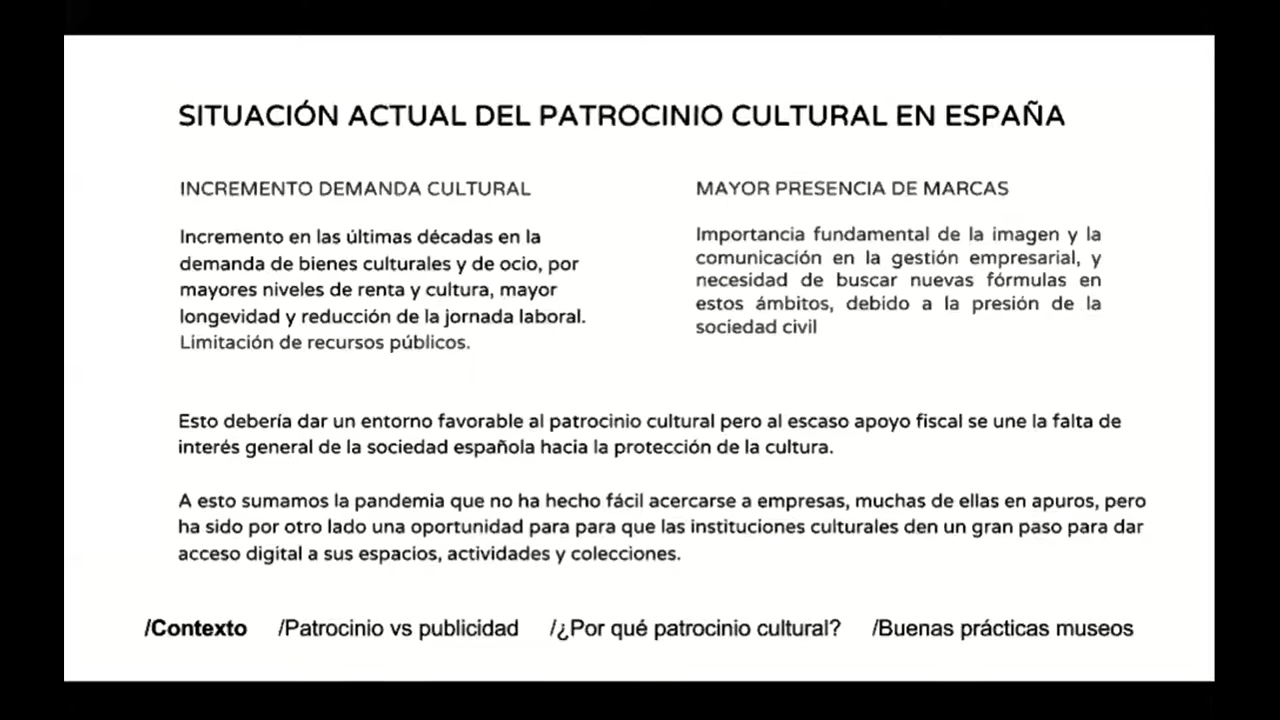 SITUACIÓN ACTUAL DEL PATROCINIO CULTURAL EN ESPAÑA
INCREMENTO DEMANDA CULTURAL
Incremento en las últimas décadas en la
demanda de bienes culturales y de ocio, por
mayores niveles de renta y cultura, mayor
longevidad y reducción de la jornada laboral.
Limitación de recursos públicos.
MAYOR PRESENCIA DE MARCAS
Importancia fundamental de la imagen y la
comunicación en la gestión empresarial, y
necesidad de buscar nuevas fórmulas en
estos ámbitos, debido a la presión de la
sociedad civil
Esto debería dar un entorno favorable al patrocinio cultural pero al escaso apoyo fiscal se une la falta de
interés general de la sociedad española hacia la protección de la cultura.
A esto sumamos la pandemia que no ha hecho fácil acercarse a empresas, muchas de ellas en apuros, pero
ha sido por otro lado una oportunidad para para que las instituciones culturales den un gran paso para dar
acceso digital a sus espacios, actividades y colecciones.
/Contexto /Patrocinio vs publicidad /¿Por qué patrocinio cultural? /Buenas prácticas museos